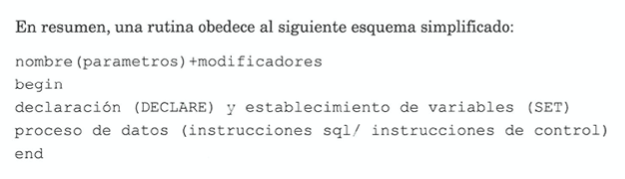 En resumen, una rutina obedece al siguiente esquema simplificado:
nombre(parametros)+modificadores
begin
declaración (DECLARE) y establecimiento de variables (SET)
proceso de datos (instrucciones sql/ instrucciones de control)
end